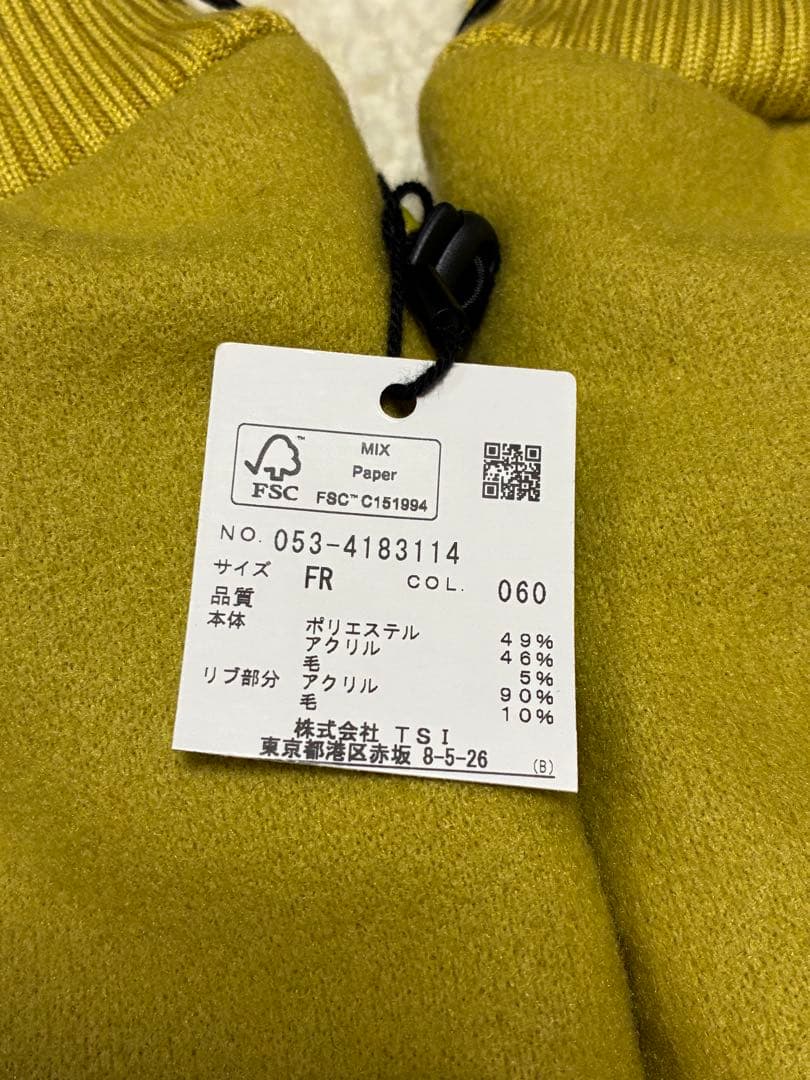 MIX
Paper
FSC™ C151994
FSC™
NO. 053-4183114
サイズ FR COL. 060
品質
本体 ポリエステル 49%
アクリル 46%
毛 5%
リブ部分 アクリル 90%
毛 10%
株式会社 TSI
東京都港区赤坂 8-5-26 (B)